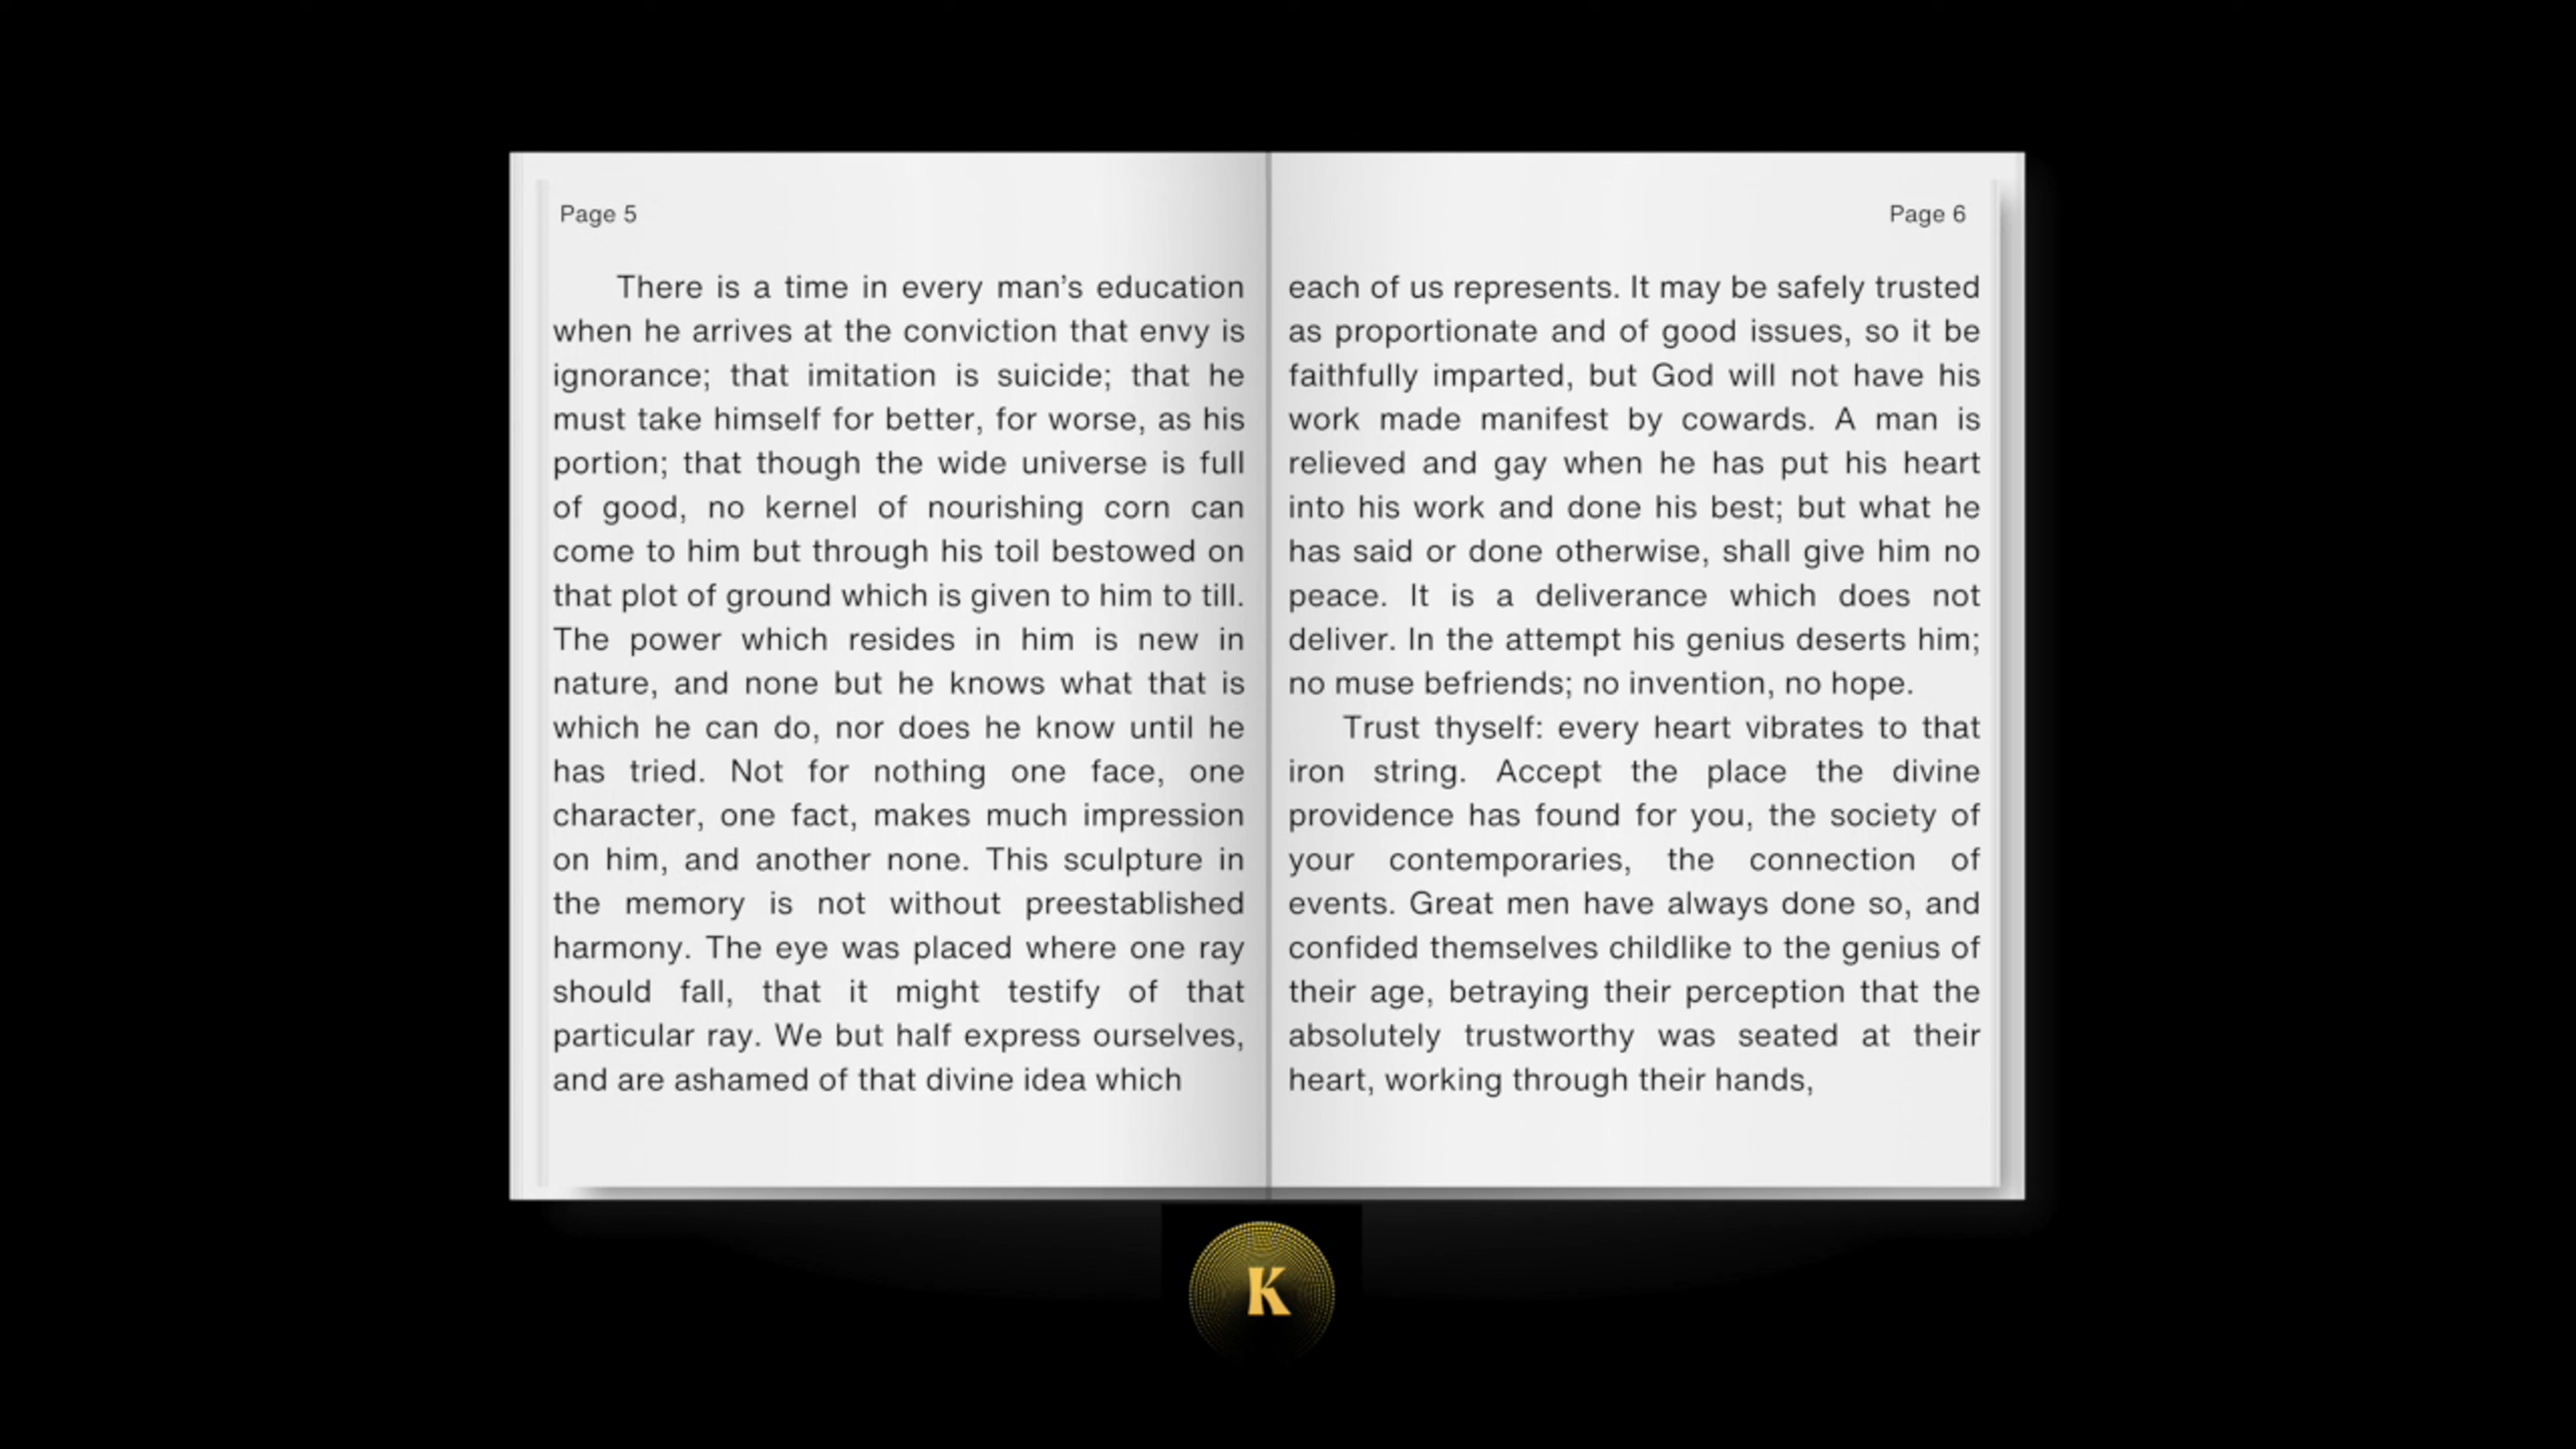 Page 5
There is a time in every man’s education
when he arrives at the conviction that envy is
ignorance; that imitation is suicide; that he
must take himself for better, for worse, as his
portion; that though the wide universe is full
of good, no kernel of nourishing corn can
come to him but through his toil bestowed on
that plot of ground which is given to him to till.
The power which resides in him is new in
nature, and none but he knows what that is
which he can do, nor does he know until he
has tried. Not for nothing one face, one
character, one fact, makes much impression
on him, and another none. This sculpture in
the memory is not without preestablished
harmony. The eye was placed where one ray
should fall, that it might testify of that
particular ray. We but half express ourselves,
and are ashamed of that divine idea which
Page 6
each of us represents. It may be safely trusted
as proportionate and of good issues, so it be
faithfully imparted, but God will not have his
work made manifest by cowards. A man is
relieved and gay when he has put his heart
into his work and done his best; but what he
has said or done otherwise, shall give him no
peace. It is a deliverance which does not
deliver. In the attempt his genius deserts him;
no muse befriends; no invention, no hope.
Trust thyself: every heart vibrates to that
iron string. Accept the place the divine
providence has found for you, the society of
your contemporaries, the connection of
events. Great men have always done so, and
confided themselves childlike to the genius of
their age, betraying their perception that the
absolutely trustworthy was seated at their
heart, working through their hands,
K